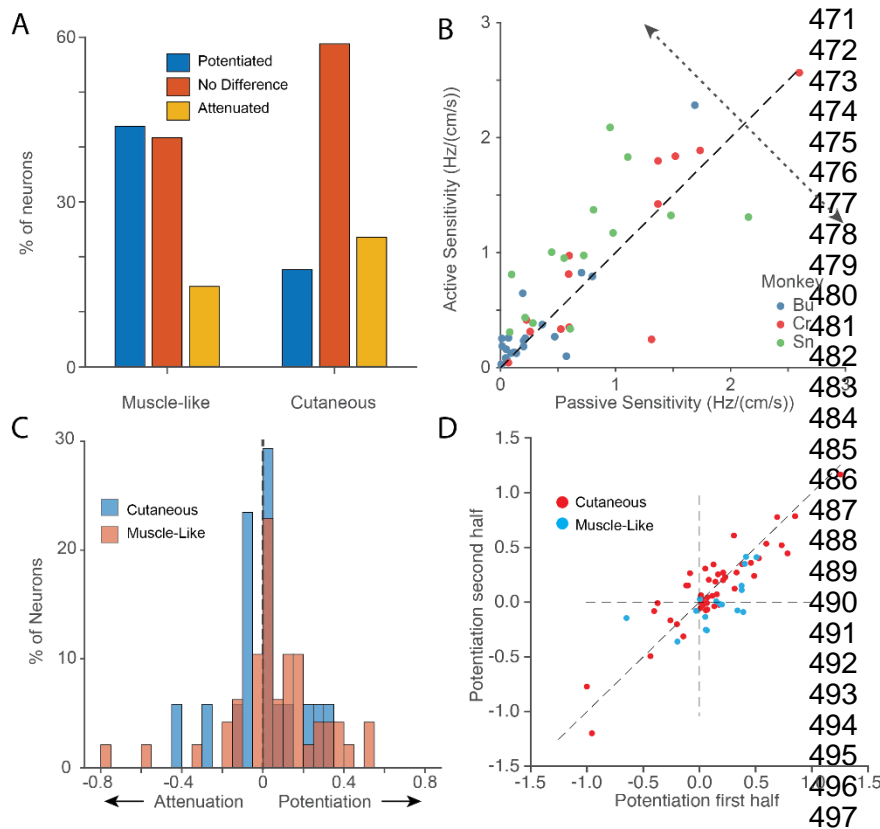 A
60
30
0
% of neurons
Potentiated
No Difference
Attenuated
Muscle-like
Cutaneous
B
3
2
1
0
Active Sensitivity (Hz/(cm/s))
Monkey
Bu
Cr
Sn
0
1
2
3
Passive Sensitivity (Hz/(cm/s))
C
30
20
10
0
% of Neurons
Cutaneous
Muscle-Like
-0.8
-0.4
0
0.4
0.8
Attenuation
Potentiation
D
1.5
1.0
0.5
0.0
-0.5
-1.0
-1.5
Potentiation second half
Cutaneous
Muscle-Like
-1.5
-1.0
-0.5
0.0
0.5
1.0
1.5
Potentiation first half
471
472
473
474
475
476
477
478
479
480
481
482
483
484
485
486
487
488
489
490
491
492
493
494
495
496
497